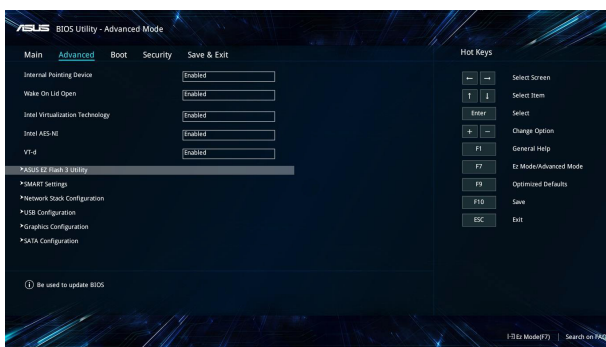 ASUS BIOS Utility - Advanced Mode
Main Advanced Boot Security Save & Exit
Internal Pointing Device Enabled
Wake On Lid Open Enabled
Intel Virtualization Technology Enabled
Intel AES-NI Enabled
VT-d Enabled
ASUS EZ Flash 3 Utility
SMART Settings
Network Stack Configuration
USB Configuration
Graphics Configuration
SATA Configuration
Be used to update BIOS
Hot Keys
← → Select Screen
↑ ↓ Select Item
Enter Select
+ − Change Option
F1 General Help
F7 Ez Mode/Advanced Mode
F9 Optimized Defaults
F10 Save
ESC Exit
Ez Mode(F7) | Search on FAQ